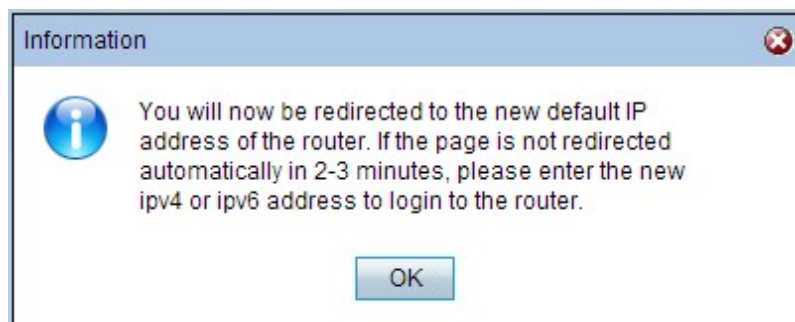 Information
You will now be redirected to the new default IP
address of the router. If the page is not redirected
automatically in 2-3 minutes, please enter the new
ipv4 or ipv6 address to login to the router.
OK